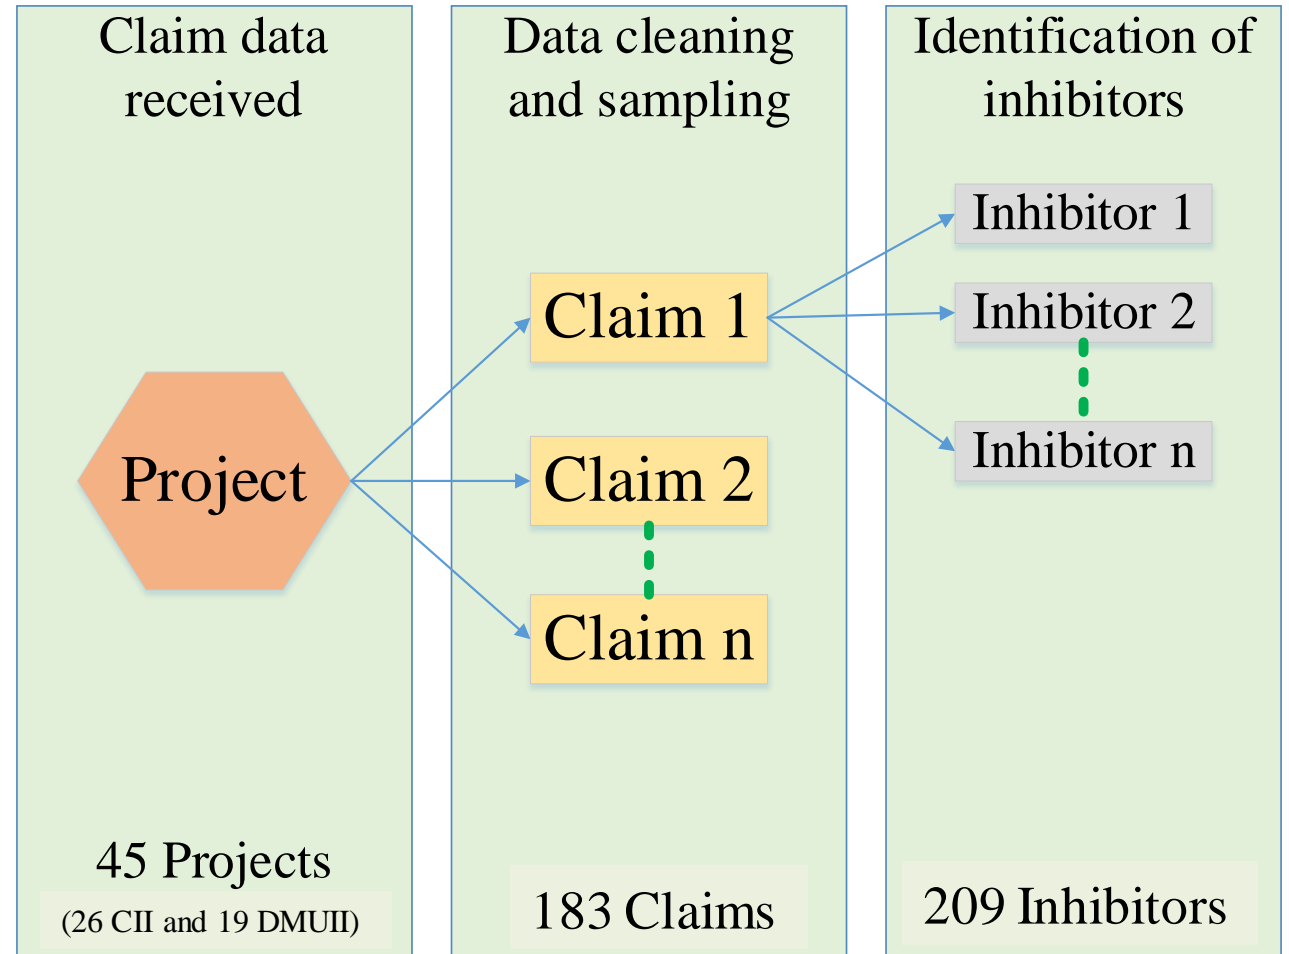 Claim data
received
Data cleaning
and sampling
Identification of
inhibitors
Project
Claim 1
Claim 2
Claim n
Inhibitor 1
Inhibitor 2
Inhibitor n
45 Projects
(26 CII and 19 DMUII)
183 Claims
209 Inhibitors